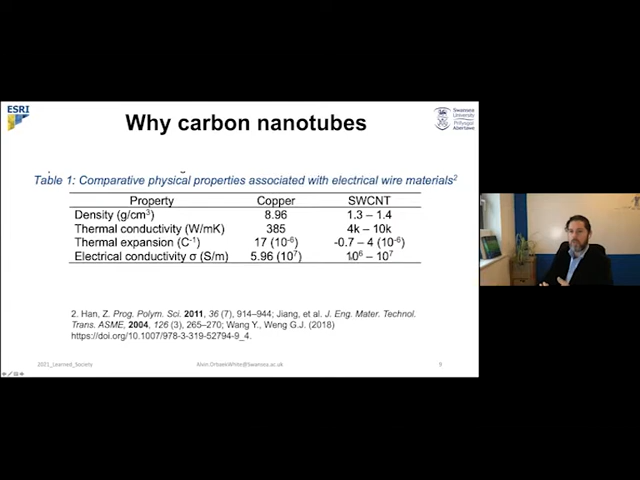 ESRI
Why carbon nanotubes
Swansea
University
Prifysgol
Abertawe
Table 1: Comparative physical properties associated with electrical wire materials²
Property Copper SWCNT
Density (g/cm³) 8.96 1.3 – 1.4
Thermal conductivity (W/mK) 385 4k – 10k
Thermal expansion (C⁻¹) 17 (10⁻⁶) -0.7 – 4 (10⁻⁶)
Electrical conductivity σ (S/m) 5.96 (10⁷) 10⁶ – 10⁷
2. Han, Z. Prog. Polym. Sci. 2011, 36 (7), 914–944; Jiang, et al. J. Eng. Mater. Technol.
Trans. ASME, 2004, 126 (3), 265–270; Wang Y., Weng G.J. (2018)
https://doi.org/10.1007/978-3-319-52794-9_4.
2021_Learned_Society Alvin.OrbaekWhite@Swansea.ac.uk 9